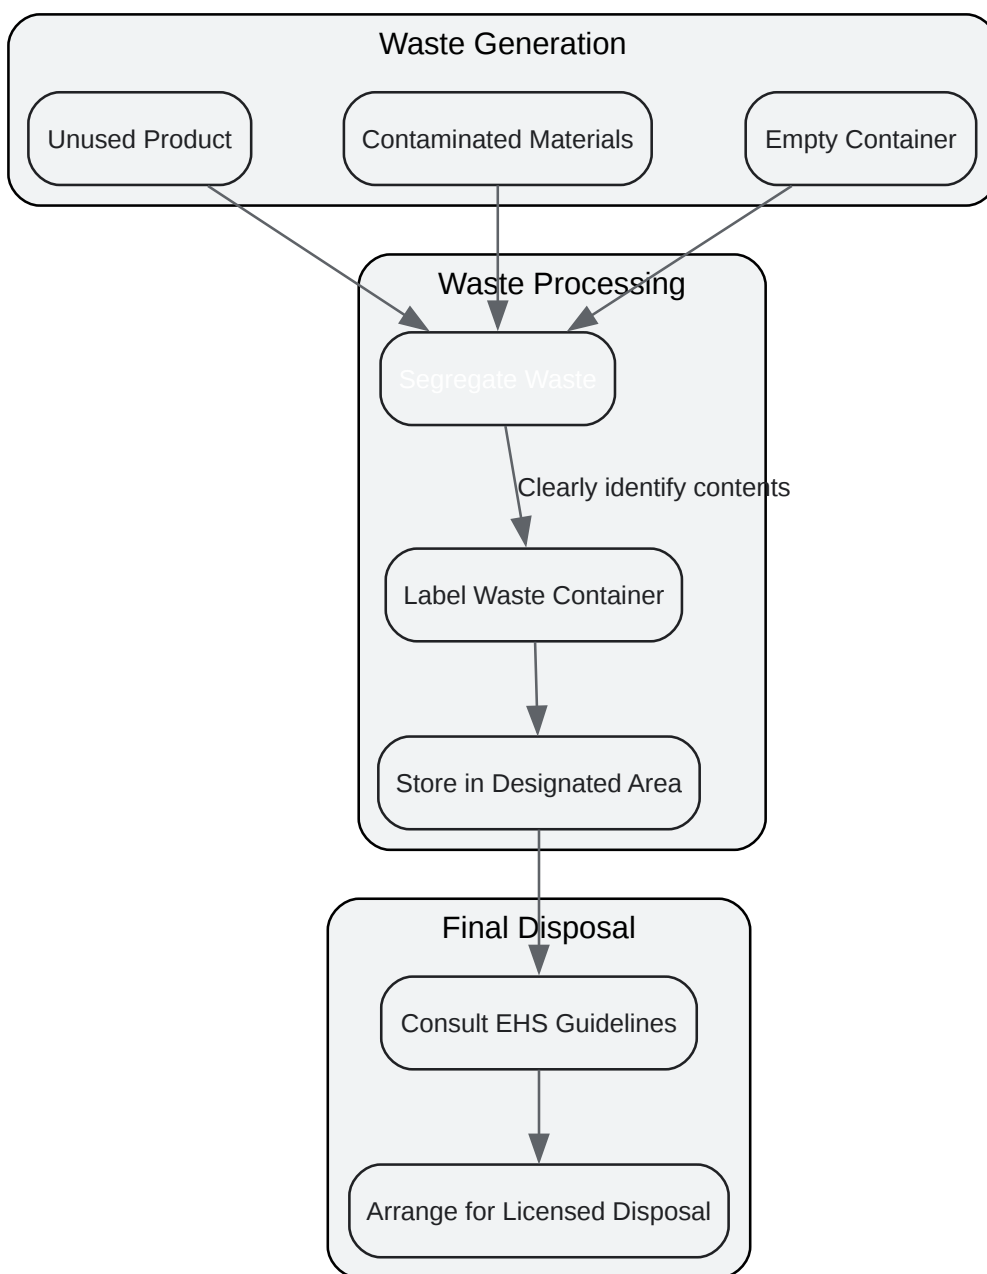 Waste Generation
Unused Product
Contaminated Materials
Empty Container
Waste Processing
Segregate Waste
Clearly identify contents
Label Waste Container
Store in Designated Area
Final Disposal
Consult EHS Guidelines
Arrange for Licensed Disposal